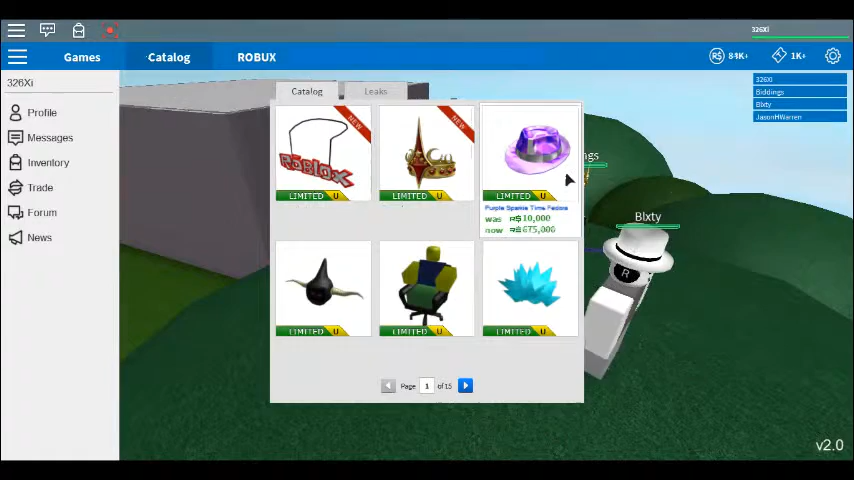 326Xi
Games
Catalog
ROBUX
R$ 84K+
1K+
326Xi
Profile
Messages
Inventory
Trade
Forum
News
326Xi
Biddings
Blxty
JasonHWarren
Catalog
Leaks
NEW
ROBLOX
LIMITED U
NEW
LIMITED U
LIMITED U
Purple Sparkle Time Fedora
was R$10,000
now R$675,000
ngs
Blxty
R
LIMITED U
LIMITED U
LIMITED U
Page 1 of 15
v2.0